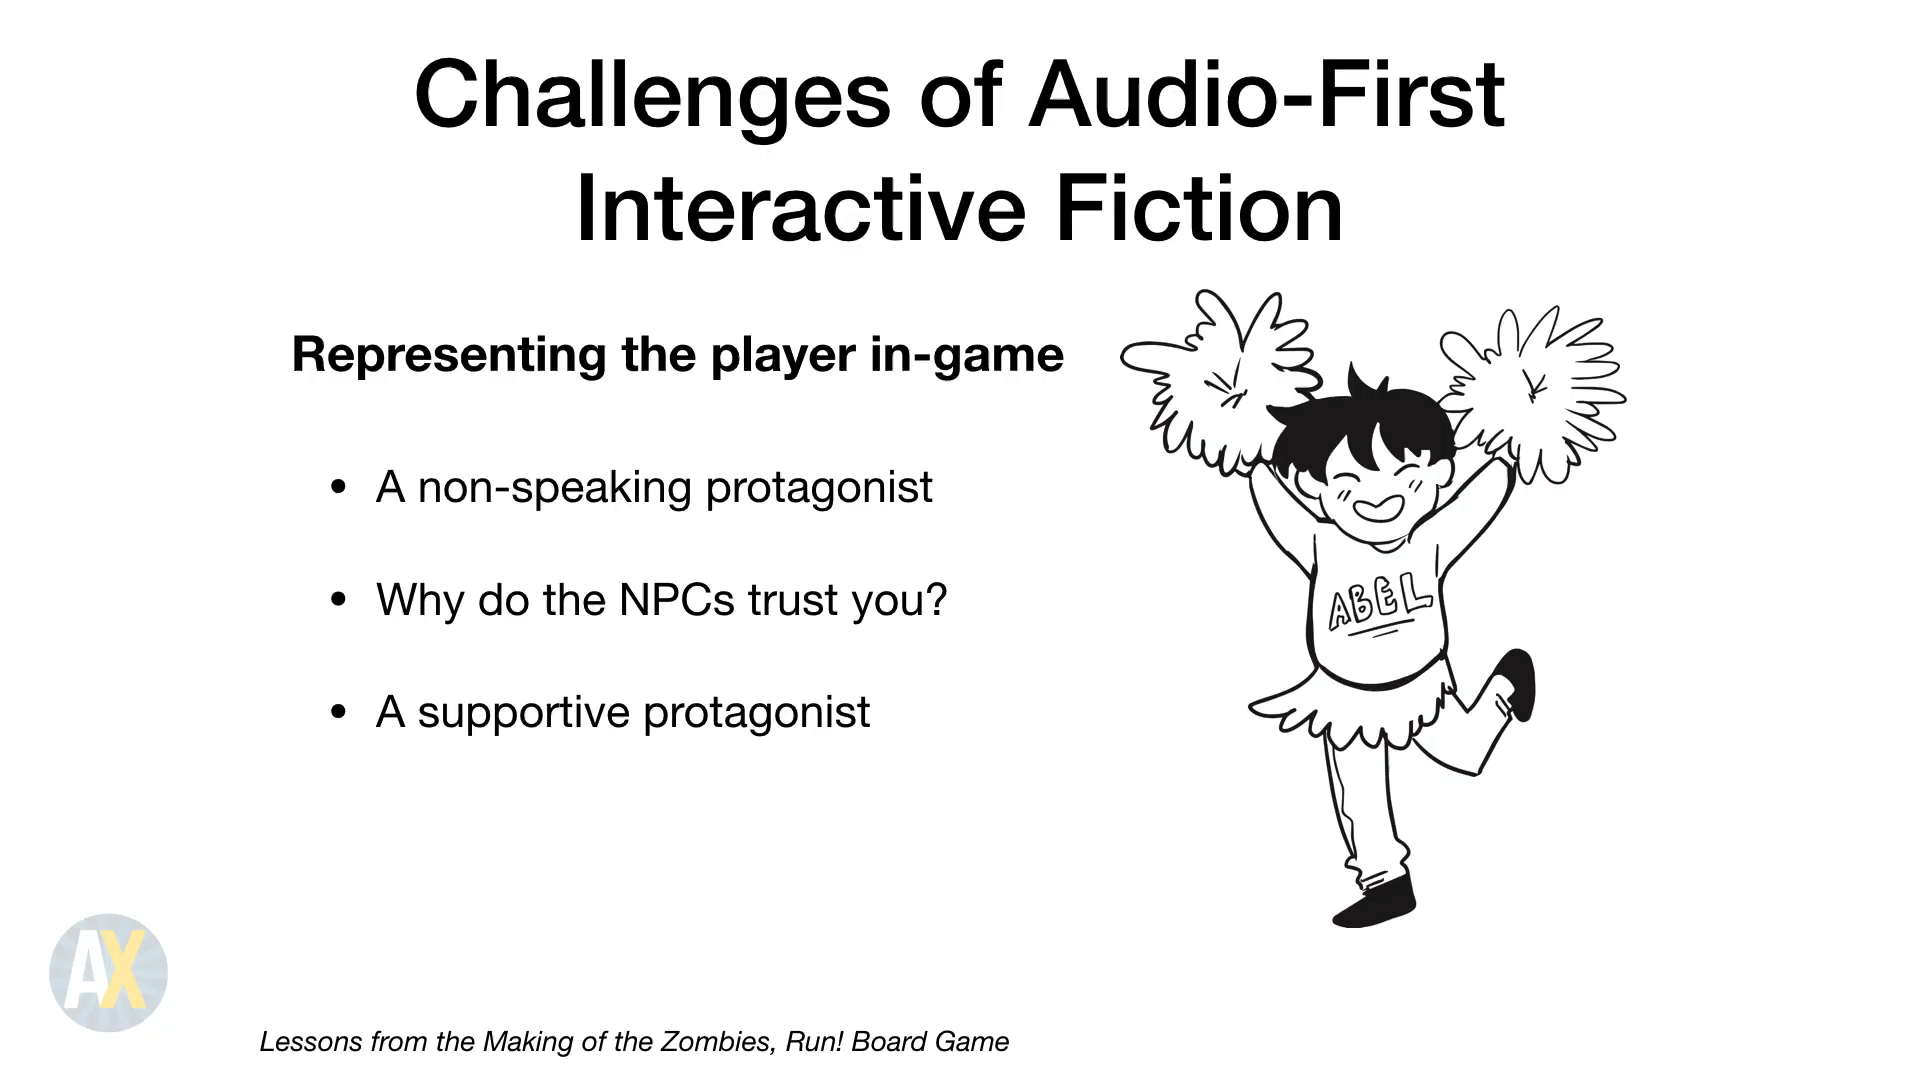 Challenges of Audio-First
Interactive Fiction
Representing the player in-game
• A non-speaking protagonist
• Why do the NPCs trust you?
• A supportive protagonist
ABEL
AX
Lessons from the Making of the Zombies, Run! Board Game